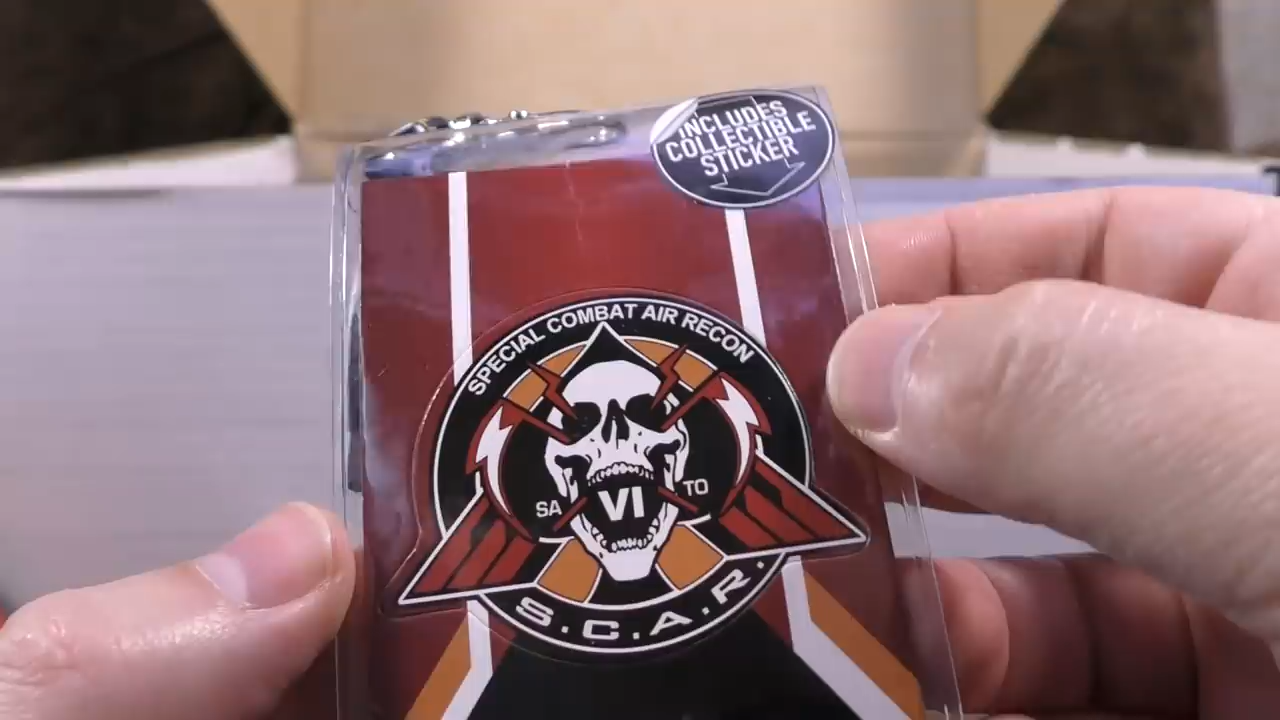 INCLUDES
COLLECTIBLE
STICKER
SPECIAL COMBAT AIR RECON
SA VI TO
S.C.A.R.